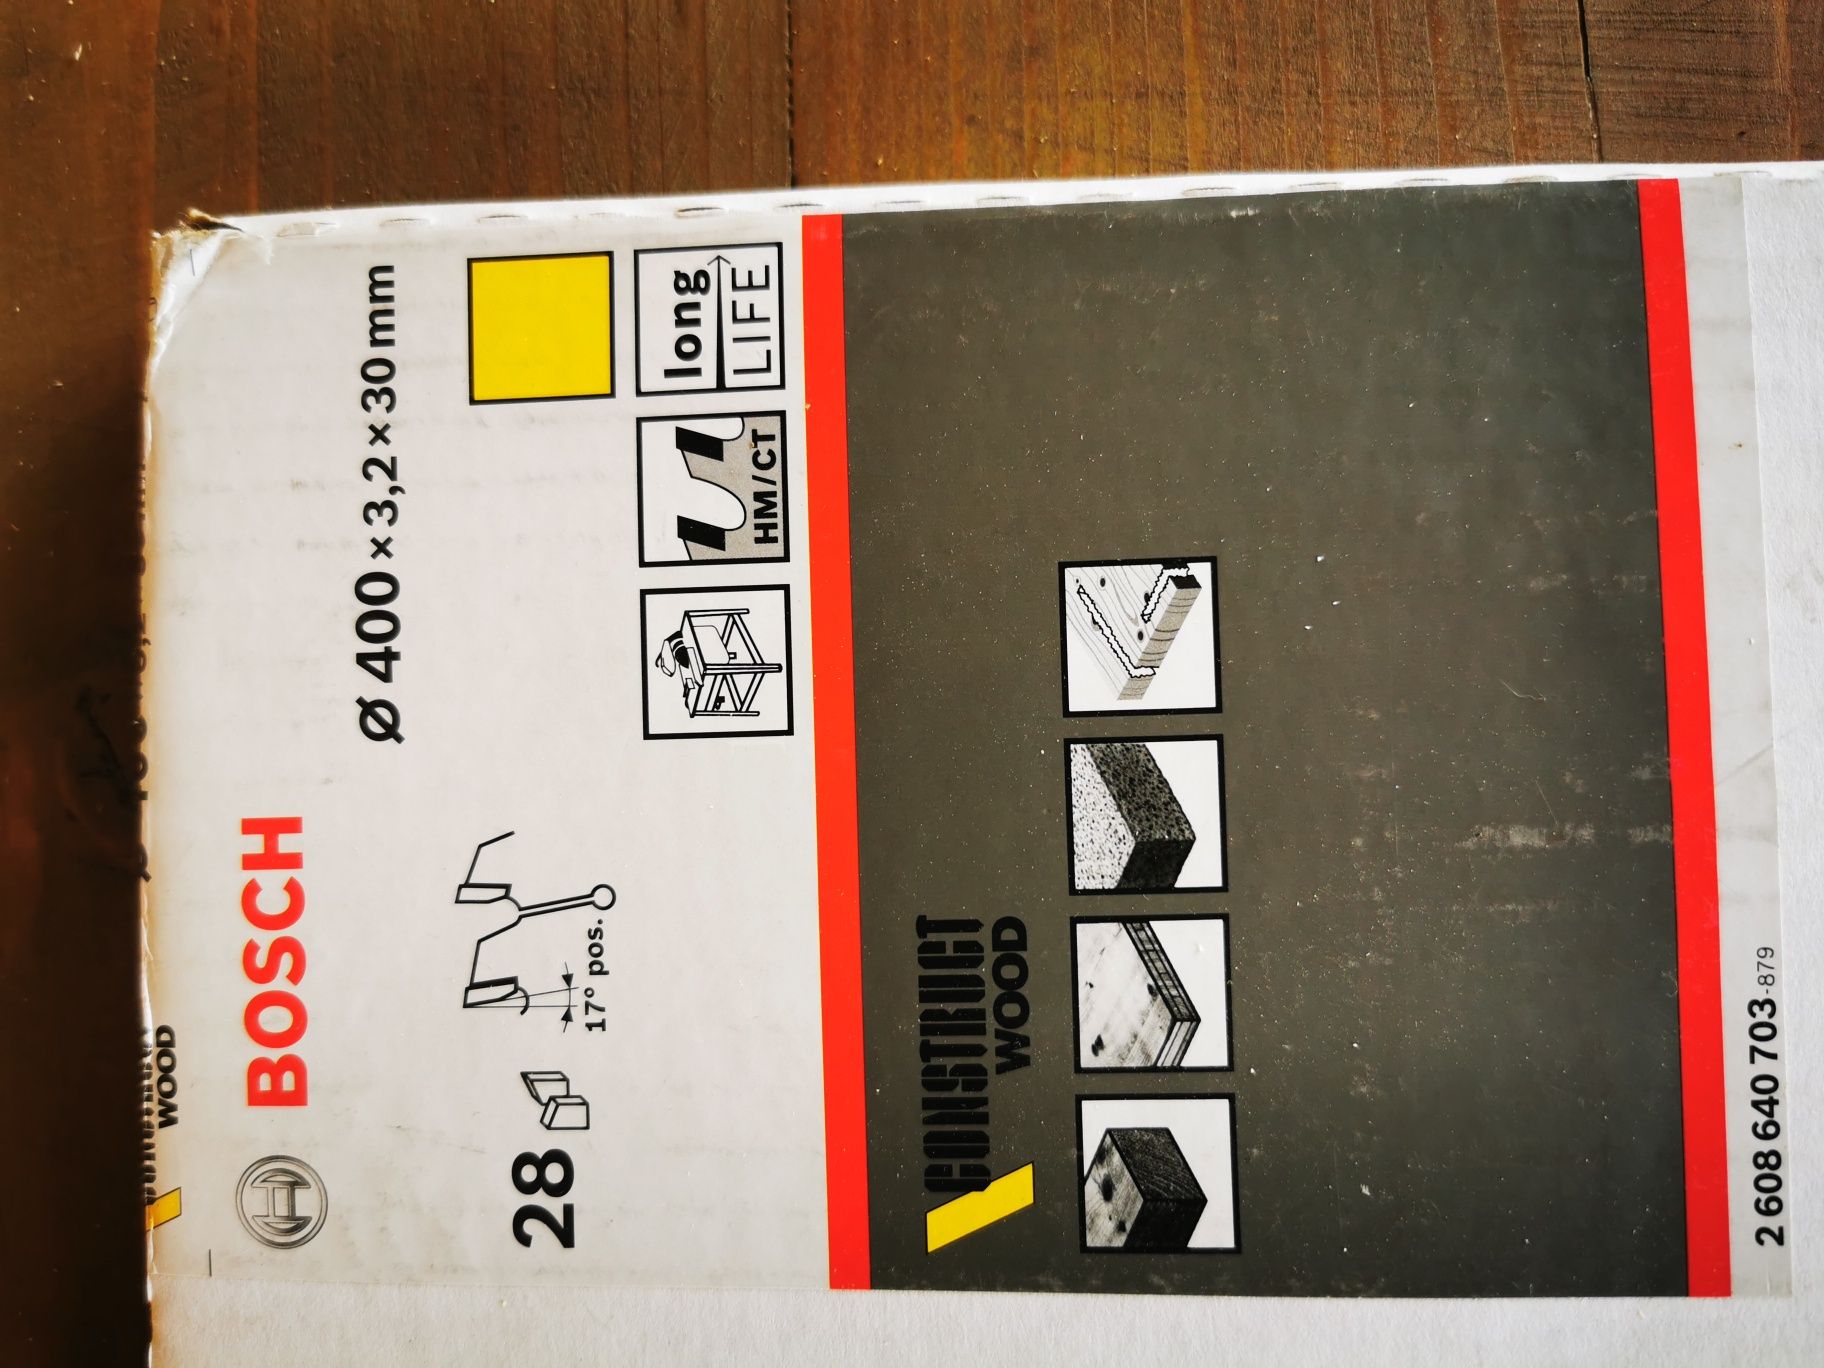 BOSCH
Ø 400 × 3,2 × 30 mm
28
17° pos.
HM/CT
long
LIFE
CONSTRUCT
WOOD
2 608 640 703-879
WOOD